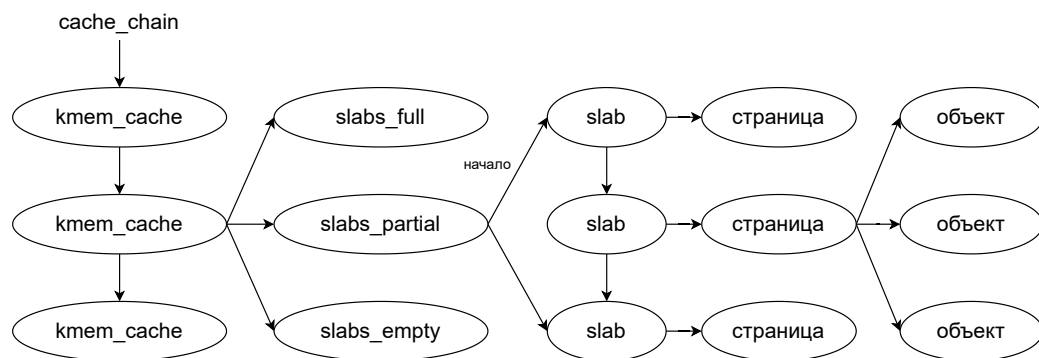 cache_chain
kmem_cache
slabs_full
slab
страница
объект
начало
kmem_cache
slabs_partial
slab
страница
объект
kmem_cache
slabs_empty
slab
страница
объект